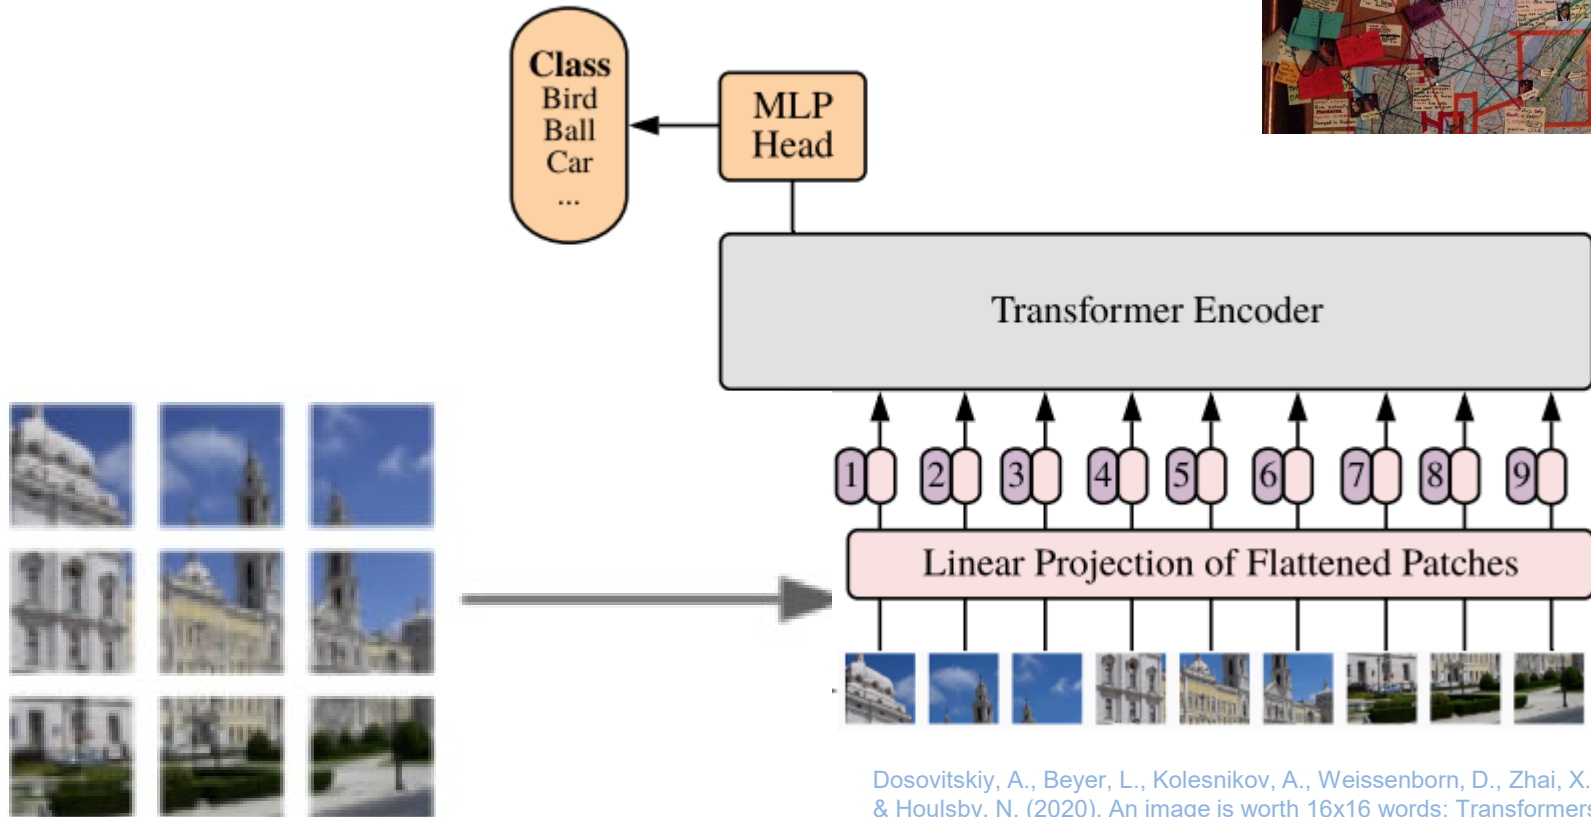 Class
Bird
Ball
Car
...
MLP
Head
Transformer Encoder
1 2 3 4 5 6 7 8 9
Linear Projection of Flattened Patches
Dosovitskiy, A., Beyer, L., Kolesnikov, A., Weissenborn, D., Zhai, X.
& Houlsby, N. (2020). An image is worth 16x16 words: Transformers